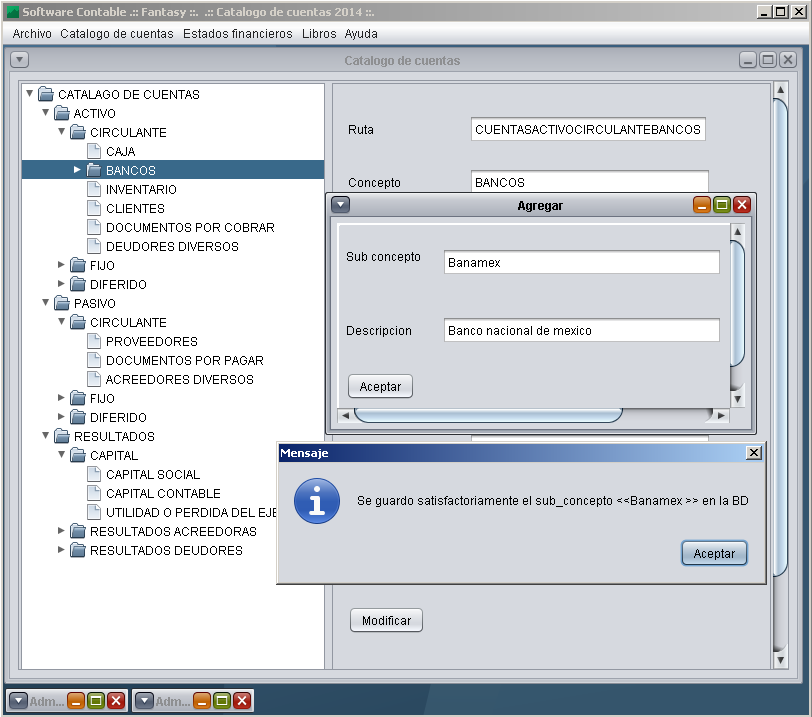 Software Contable .:: Fantasy ::. .:: Catalogo de cuentas 2014 ::.
Archivo Catalogo de cuentas Estados financieros Libros Ayuda
Catalogo de cuentas
CATALAGO DE CUENTAS
ACTIVO
CIRCULANTE
CAJA
BANCOS
INVENTARIO
CLIENTES
DOCUMENTOS POR COBRAR
DEUDORES DIVERSOS
FIJO
DIFERIDO
PASIVO
CIRCULANTE
PROVEEDORES
DOCUMENTOS POR PAGAR
ACREEDORES DIVERSOS
FIJO
DIFERIDO
RESULTADOS
CAPITAL
CAPITAL SOCIAL
CAPITAL CONTABLE
UTILIDAD O PERDIDA DEL EJE
RESULTADOS ACREEDORAS
RESULTADOS DEUDORES
Ruta CUENTASACTIVOCIRCULANTEBANCOS
Concepto BANCOS
Agregar
Sub concepto Banamex
Descripcion Banco nacional de mexico
Aceptar
Mensaje
Se guardo satisfactoriamente el sub_concepto <<Banamex >> en la BD
Aceptar
Modificar
Adm... Adm...